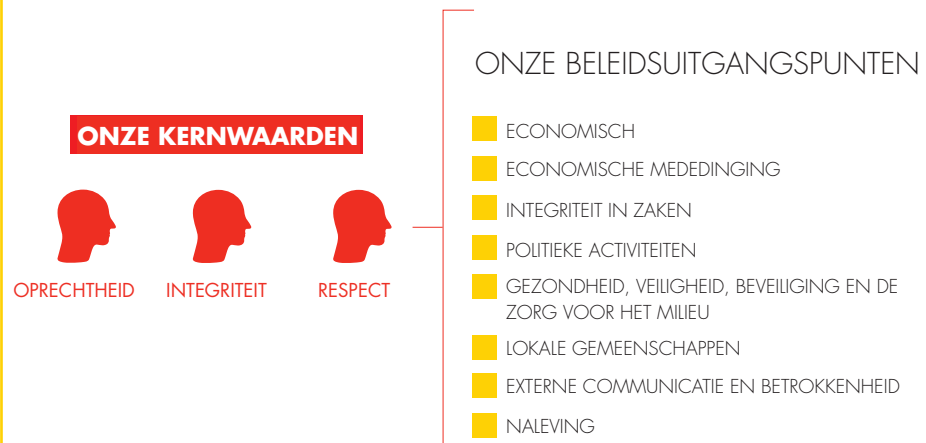 ONZE KERNWAARDEN
OPRECHTHEID
INTEGRITEIT
RESPECT
ONZE BELEIDSUITGANGSPUNTEN
ECONOMISCH
ECONOMISCHE MEDEDINGING
INTEGRITEIT IN ZAKEN
POLITIEKE ACTIVITEITEN
GEZONDHEID, VEILIGHEID, BEVEILIGING EN DE
ZORG VOOR HET MILIEU
LOKALE GEMEENSCHAPPEN
EXTERNE COMMUNICATIE EN BETROKKENHEID
NALEVING